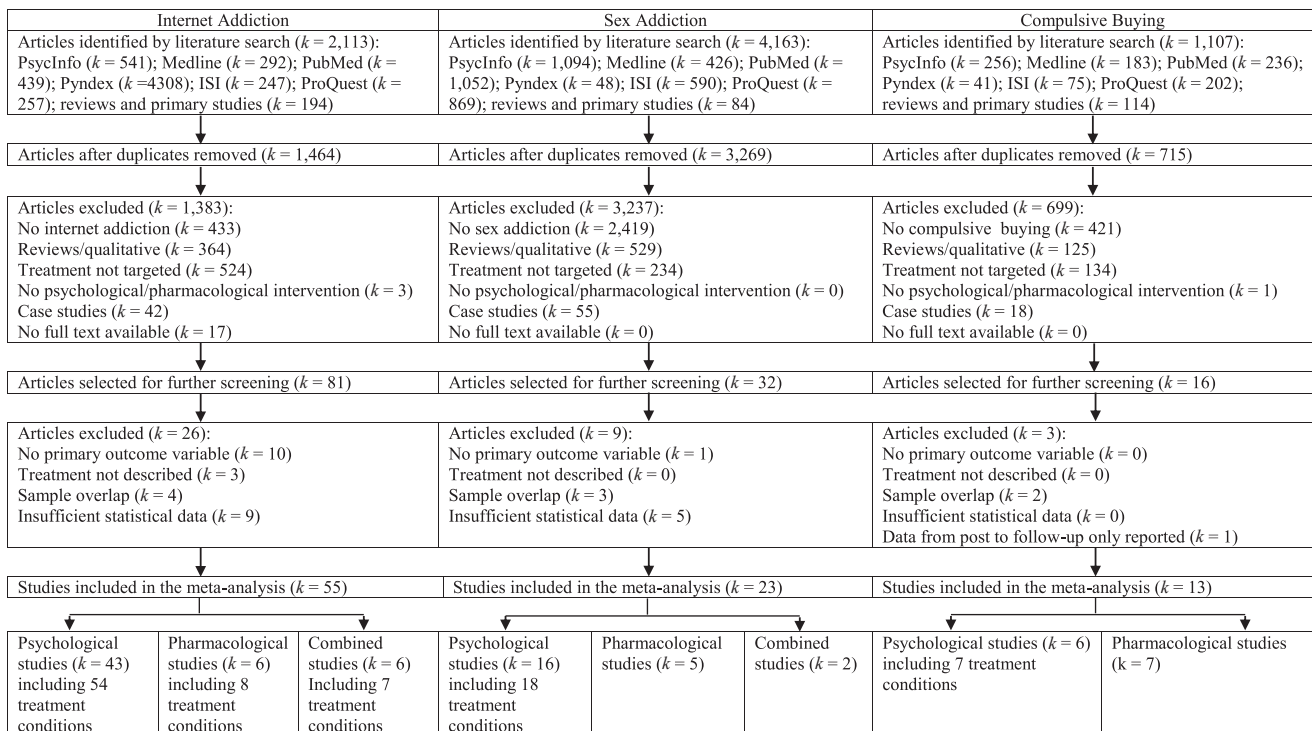 Internet Addiction
Sex Addiction
Compulsive Buying
Articles identified by literature search (k = 2,113):
PsycInfo (k = 541); Medline (k = 292); PubMed (k =
439); Pyndex (k =4308); ISI (k = 247); ProQuest (k =
257); reviews and primary studies (k = 194)
Articles identified by literature search (k = 4,163):
PsycInfo (k = 1,094); Medline (k = 426); PubMed (k =
1,052); Pyndex (k = 48); ISI (k = 590); ProQuest (k =
869); reviews and primary studies (k = 84)
Articles identified by literature search (k = 1,107):
PsycInfo (k = 256); Medline (k = 183); PubMed (k = 236);
Pyndex (k = 41); ISI (k = 75); ProQuest (k = 202);
reviews and primary studies (k = 114)
Articles after duplicates removed (k = 1,464)
Articles after duplicates removed (k = 3,269)
Articles after duplicates removed (k = 715)
Articles excluded (k = 1,383):
No internet addiction (k = 433)
Reviews/qualitative (k = 364)
Treatment not targeted (k = 524)
No psychological/pharmacological intervention (k = 3)
Case studies (k = 42)
No full text available (k = 17)
Articles excluded (k = 3,237):
No sex addiction (k = 2,419)
Reviews/qualitative (k = 529)
Treatment not targeted (k = 234)
No psychological/pharmacological intervention (k = 0)
Case studies (k = 55)
No full text available (k = 0)
Articles excluded (k = 699):
No compulsive buying (k = 421)
Reviews/qualitative (k = 125)
Treatment not targeted (k = 134)
No psychological/pharmacological intervention (k = 1)
Case studies (k = 18)
No full text available (k = 0)
Articles selected for further screening (k = 81)
Articles selected for further screening (k = 32)
Articles selected for further screening (k = 16)
Articles excluded (k = 26):
No primary outcome variable (k = 10)
Treatment not described (k = 3)
Sample overlap (k = 4)
Insufficient statistical data (k = 9)
Articles excluded (k = 9):
No primary outcome variable (k = 1)
Treatment not described (k = 0)
Sample overlap (k = 3)
Insufficient statistical data (k = 5)
Articles excluded (k = 3):
No primary outcome variable (k = 0)
Treatment not described (k = 0)
Sample overlap (k = 2)
Insufficient statistical data (k = 0)
Data from post to follow-up only reported (k = 1)
Studies included in the meta-analysis (k = 55)
Studies included in the meta-analysis (k = 23)
Studies included in the meta-analysis (k = 13)
Psychological
studies (k = 43)
including 54
treatment
conditions
Pharmacological
studies (k = 6)
including 8
treatment
conditions
Combined
studies (k = 6)
Including 7
treatment
conditions
Psychological
studies (k = 16)
including 18
treatment
conditions
Pharmacological
studies (k = 5)
Combined
studies (k = 2)
Psychological studies (k = 6)
including 7 treatment
conditions
Pharmacological studies
(k = 7)